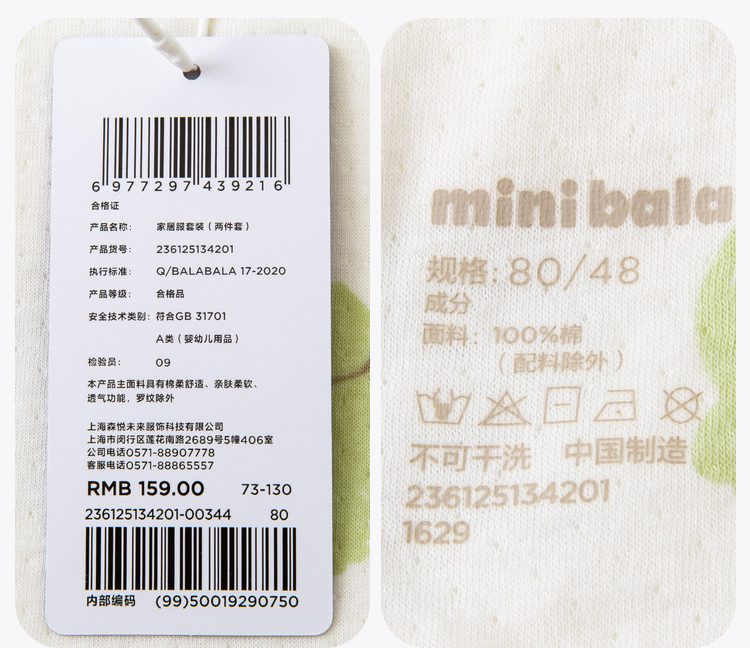 6 977297 439216
合格证
产品名称： 家居服套装（两件套）
产品货号： 236125134201
执行标准： Q/BALABALA 17-2020
产品等级： 合格品
安全技术类别： 符合GB 31701
A类（婴幼儿用品）
检验员： 09
本产品主面料具有棉柔舒适、亲肤柔软、
透气功能，罗纹除外
上海森悦未来服饰科技有限公司
上海市闵行区莲花南路2689号5幢406室
公司电话0571-88907778
客服电话0571-88865557
RMB 159.00 73-130
236125134201-00344 80
内部编码 (99)50019290750
minibala
规格: 80/48
成分
面料: 100%棉
（配料除外）
不可干洗 中国制造
236125134201
1629